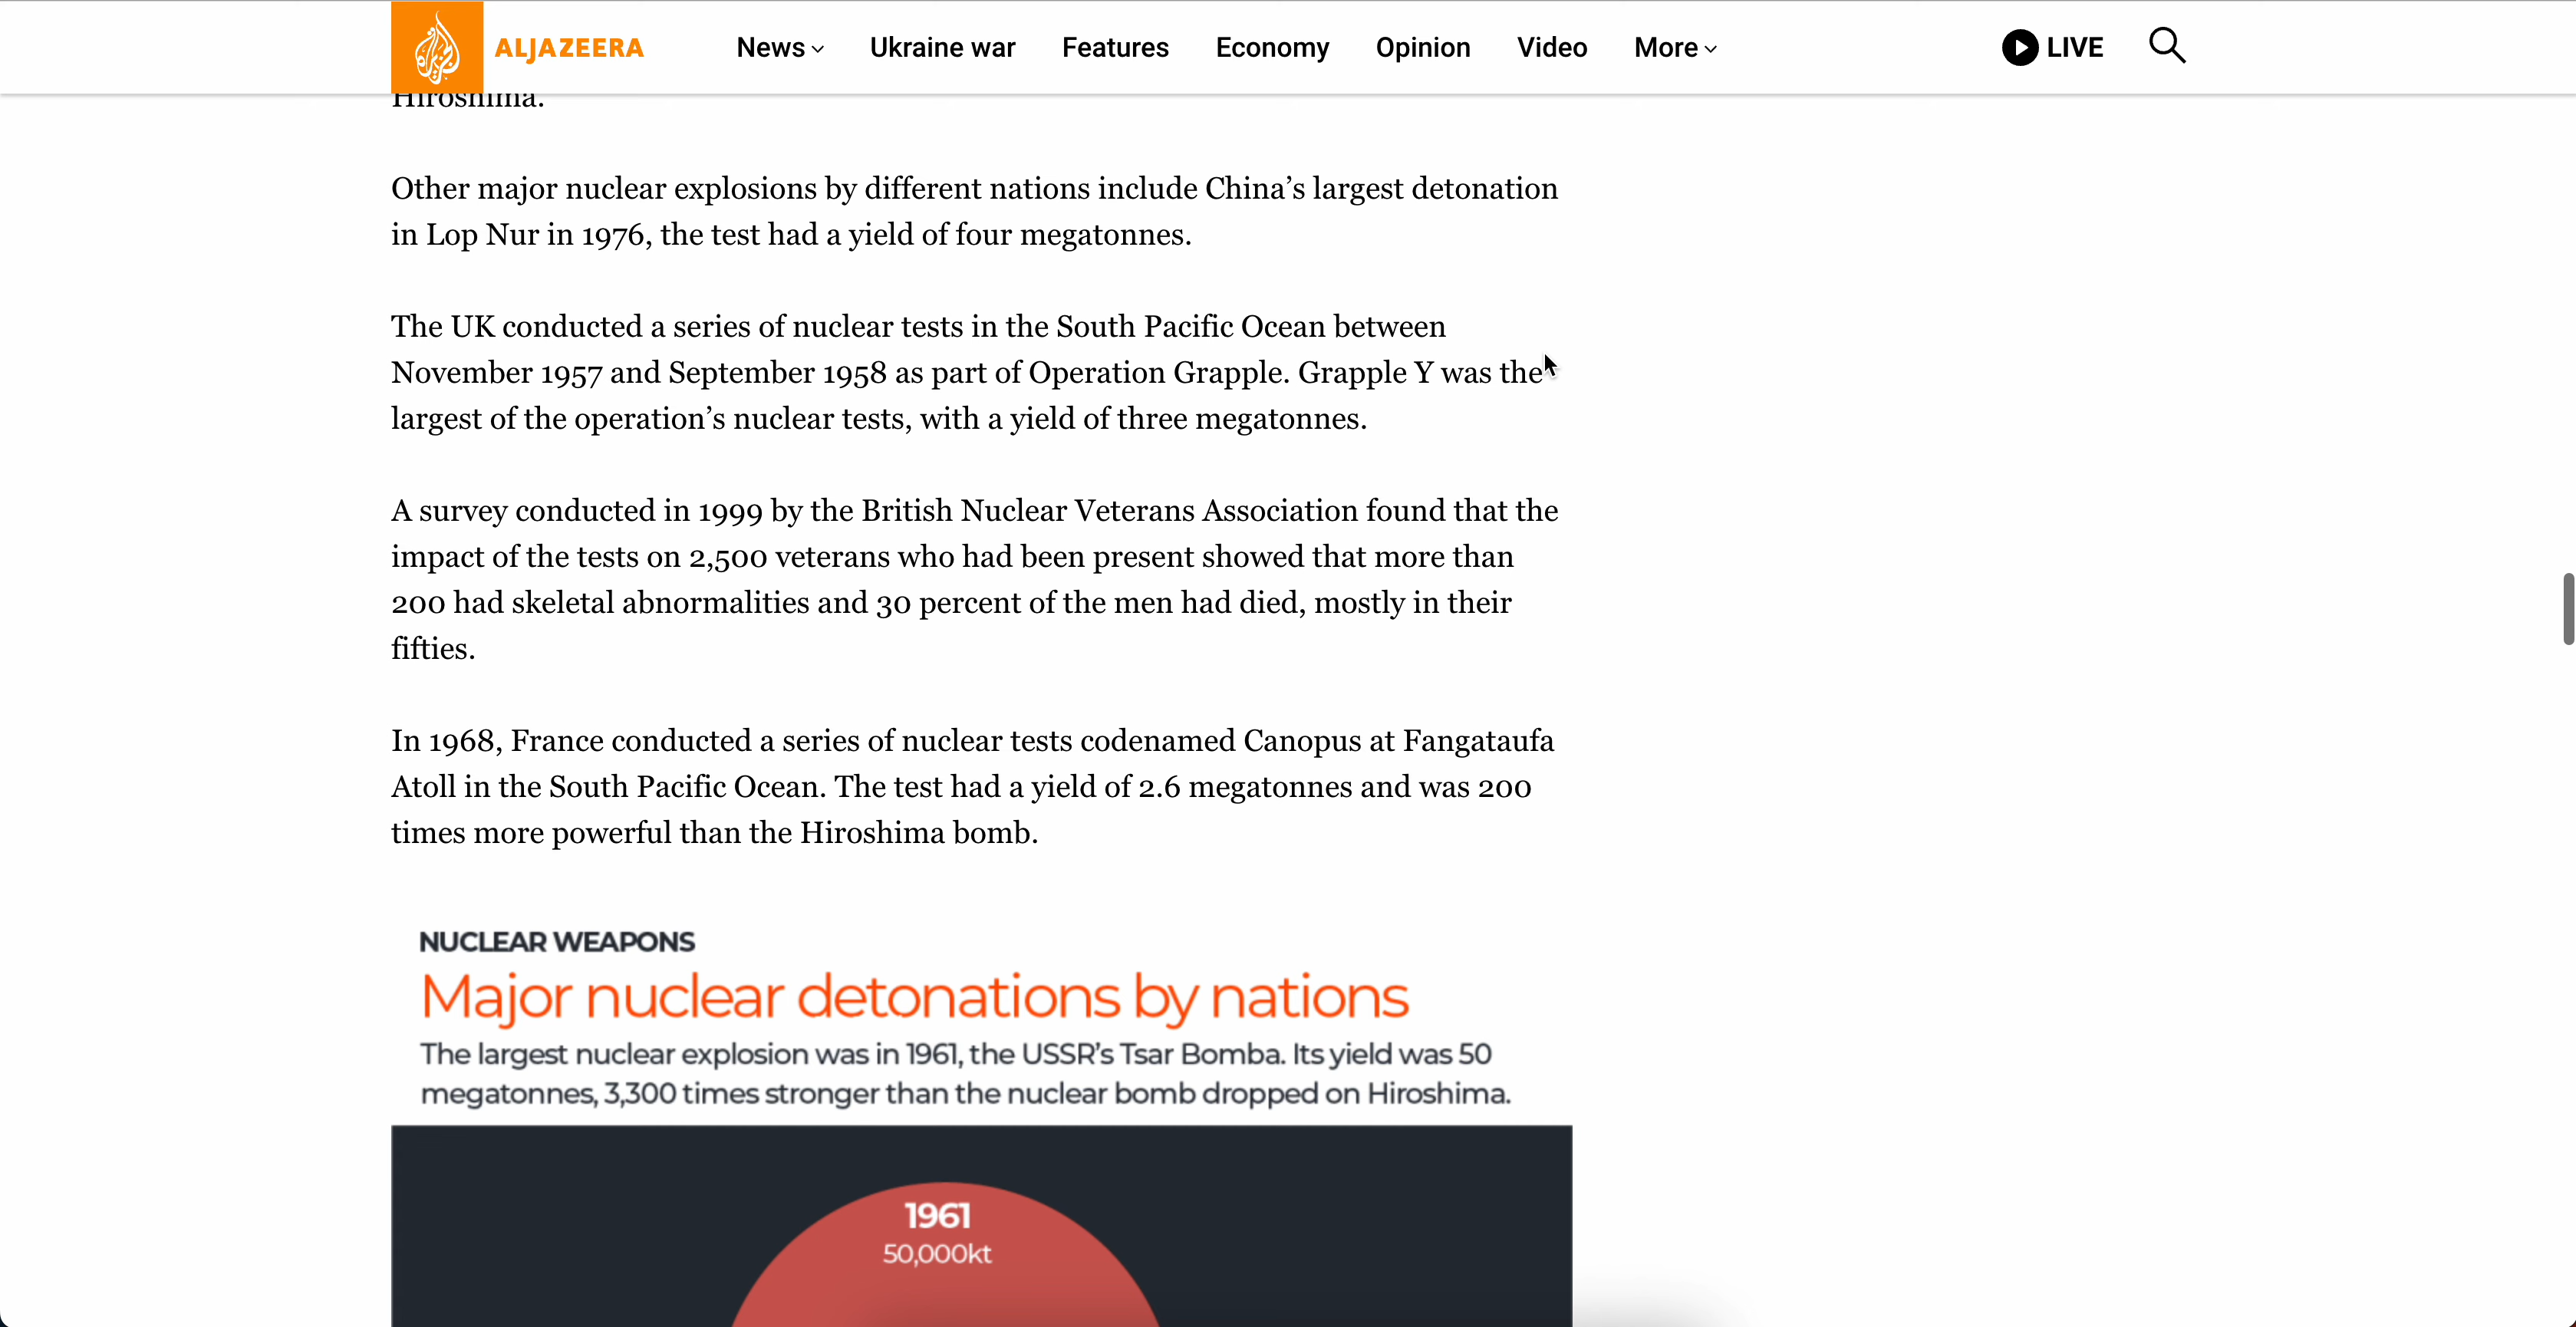 ALJAZEERA
News
Ukraine war
Features
Economy
Opinion
Video
More
LIVE
Hiroshima.
Other major nuclear explosions by different nations include China’s largest detonation
in Lop Nur in 1976, the test had a yield of four megatonnes.
The UK conducted a series of nuclear tests in the South Pacific Ocean between
November 1957 and September 1958 as part of Operation Grapple. Grapple Y was the
largest of the operation’s nuclear tests, with a yield of three megatonnes.
A survey conducted in 1999 by the British Nuclear Veterans Association found that the
impact of the tests on 2,500 veterans who had been present showed that more than
200 had skeletal abnormalities and 30 percent of the men had died, mostly in their
fifties.
In 1968, France conducted a series of nuclear tests codenamed Canopus at Fangataufa
Atoll in the South Pacific Ocean. The test had a yield of 2.6 megatonnes and was 200
times more powerful than the Hiroshima bomb.
NUCLEAR WEAPONS
Major nuclear detonations by nations
The largest nuclear explosion was in 1961, the USSR’s Tsar Bomba. Its yield was 50
megatonnes, 3,300 times stronger than the nuclear bomb dropped on Hiroshima.
1961
50,000kt